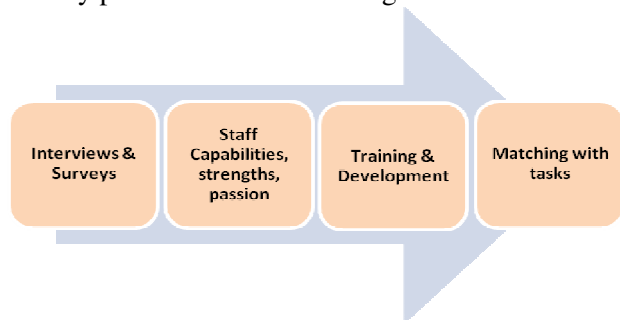 Interviews &
Surveys
Staff
Capabilities,
strengths,
passion
Training &
Development
Matching with
tasks